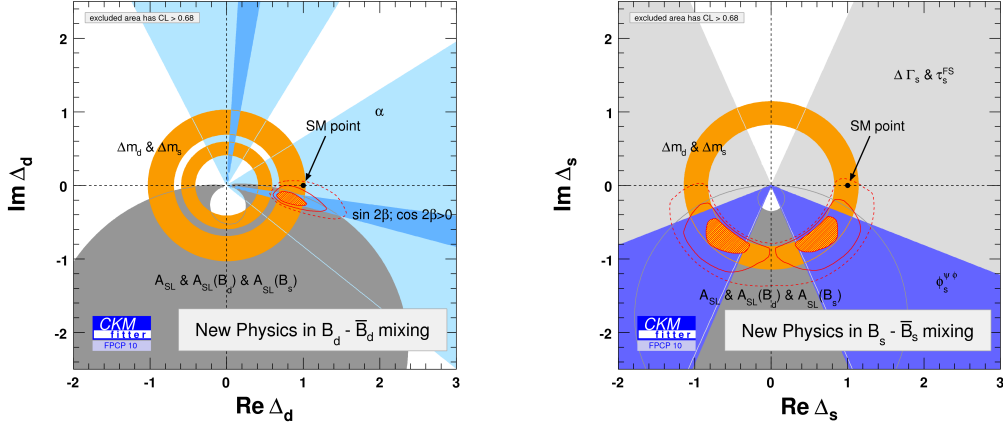 excluded area has CL > 0.68
2
1
0
-1
-2
-2
-1
0
1
2
3
Im Δd
Re Δd
α
SM point
Δmd & Δms
sin 2β; cos 2β>0
ASL & ASL(Bd) & ASL(Bs)
CKM
fitter
FPCP 10
New Physics in Bd - B̅d mixing
excluded area has CL > 0.68
2
1
0
-1
-2
-2
-1
0
1
2
3
Im Δs
Re Δs
Δ Γs & τsFS
SM point
Δmd & Δms
ϕsψϕ
ASL & ASL(Bd) & ASL(Bs)
CKM
fitter
FPCP 10
New Physics in Bs - B̅s mixing